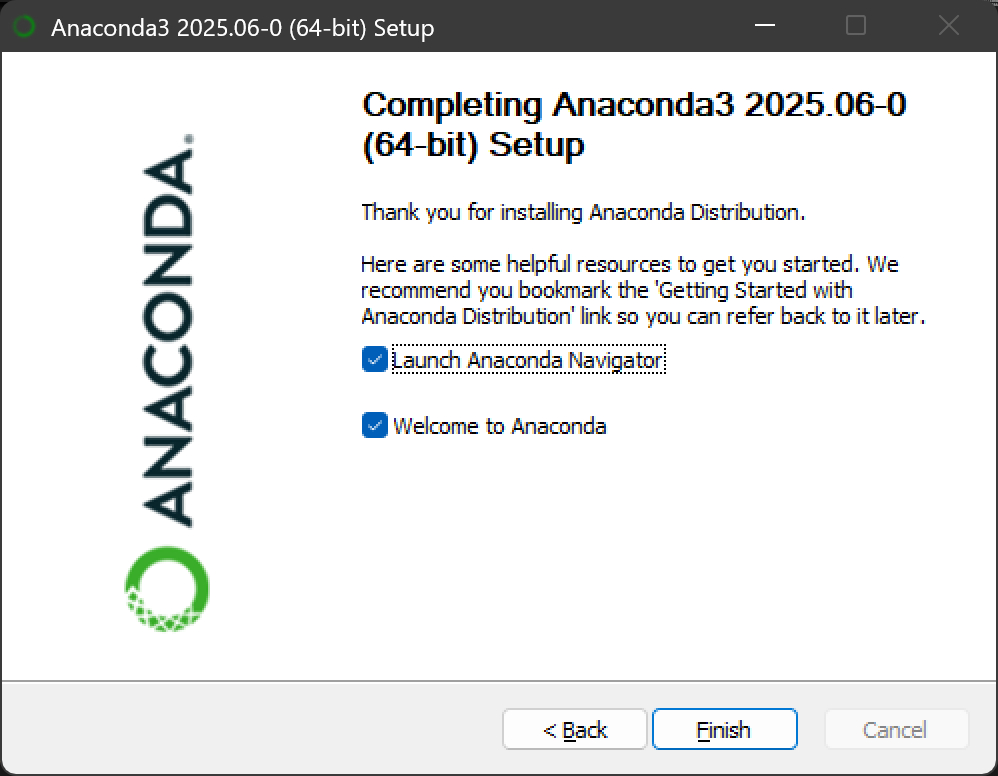 Anaconda3 2025.06-0 (64-bit) Setup
ANACONDA.
Completing Anaconda3 2025.06-0
(64-bit) Setup
Thank you for installing Anaconda Distribution.
Here are some helpful resources to get you started. We
recommend you bookmark the 'Getting Started with
Anaconda Distribution' link so you can refer back to it later.
Launch Anaconda Navigator
Welcome to Anaconda
< Back
Finish
Cancel